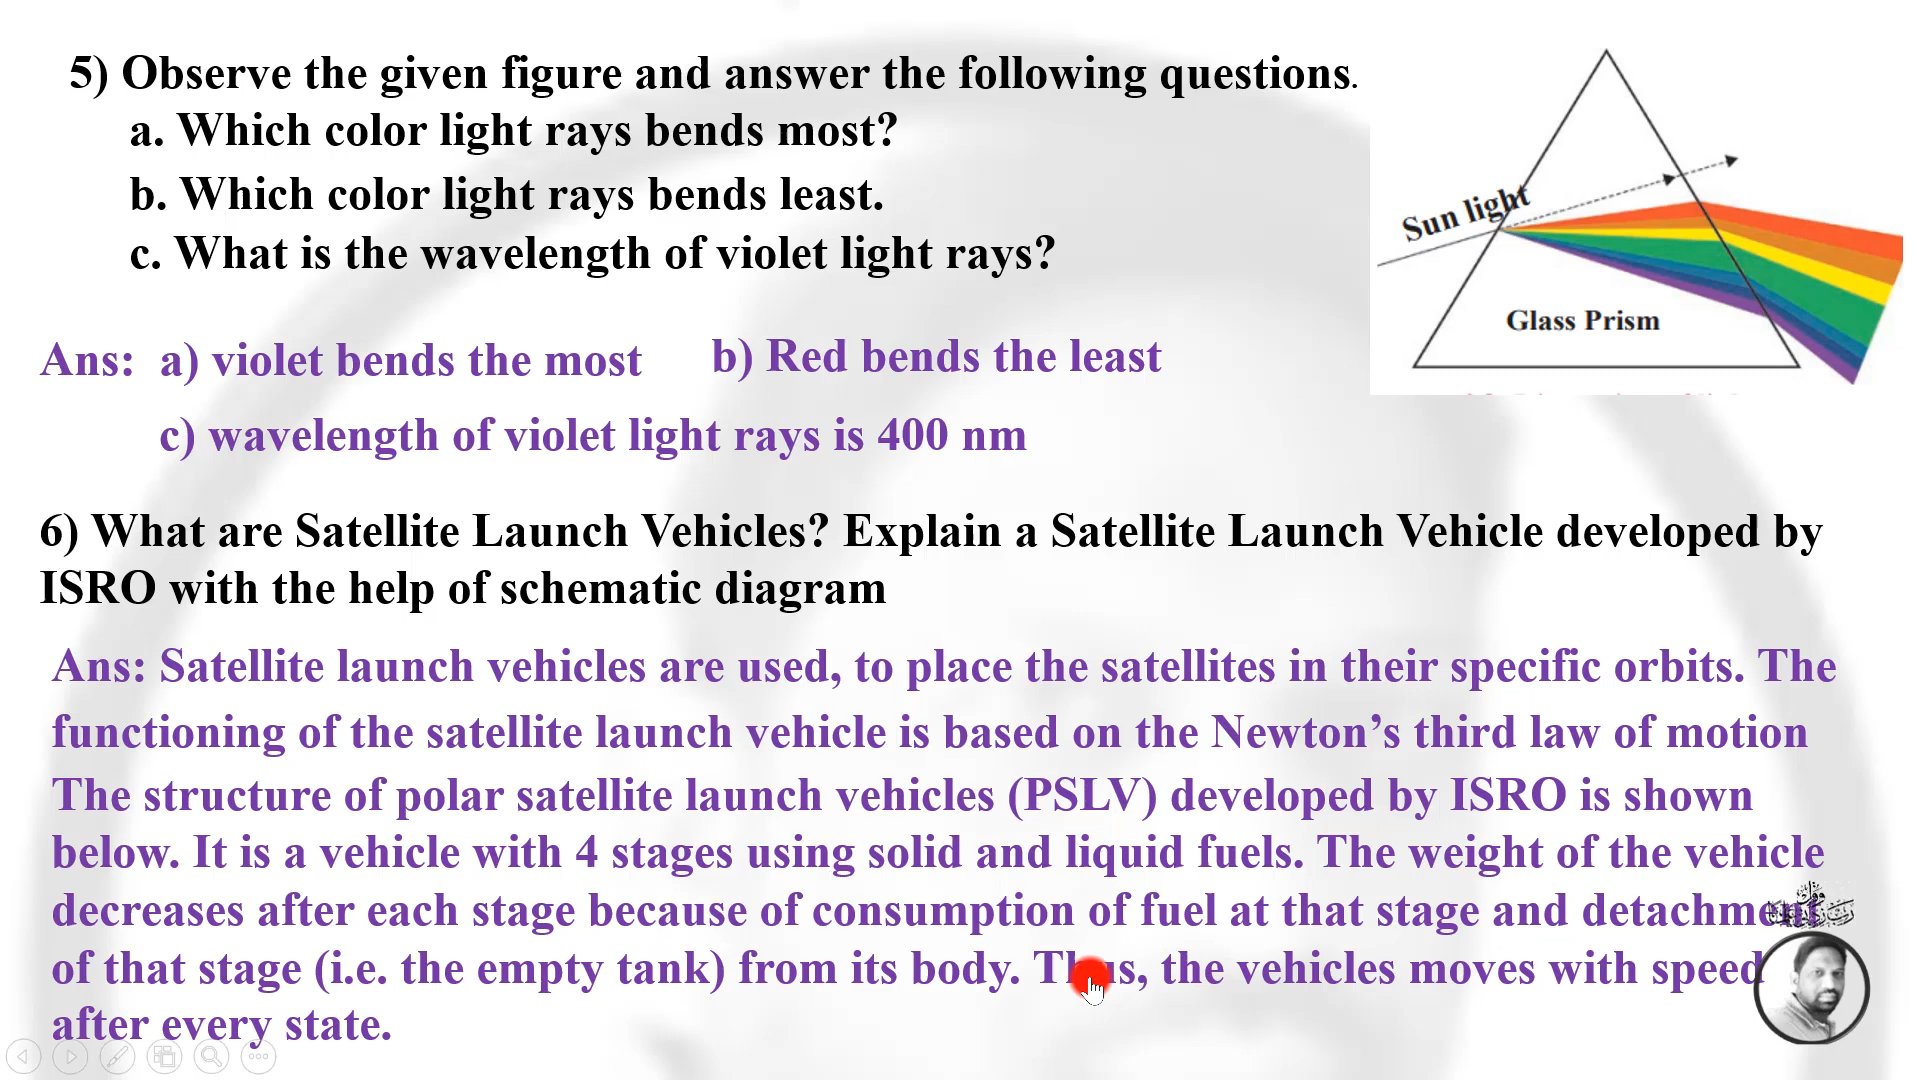 5) Observe the given figure and answer the following questions.
a. Which color light rays bends most?
b. Which color light rays bends least.
c. What is the wavelength of violet light rays?
Sun light
Glass Prism
Ans: a) violet bends the most b) Red bends the least
c) wavelength of violet light rays is 400 nm
6) What are Satellite Launch Vehicles? Explain a Satellite Launch Vehicle developed by
ISRO with the help of schematic diagram
Ans: Satellite launch vehicles are used, to place the satellites in their specific orbits. The
functioning of the satellite launch vehicle is based on the Newton’s third law of motion
The structure of polar satellite launch vehicles (PSLV) developed by ISRO is shown
below. It is a vehicle with 4 stages using solid and liquid fuels. The weight of the vehicle
decreases after each stage because of consumption of fuel at that stage and detachment
of that stage (i.e. the empty tank) from its body. Thus, the vehicles moves with speed
after every state.